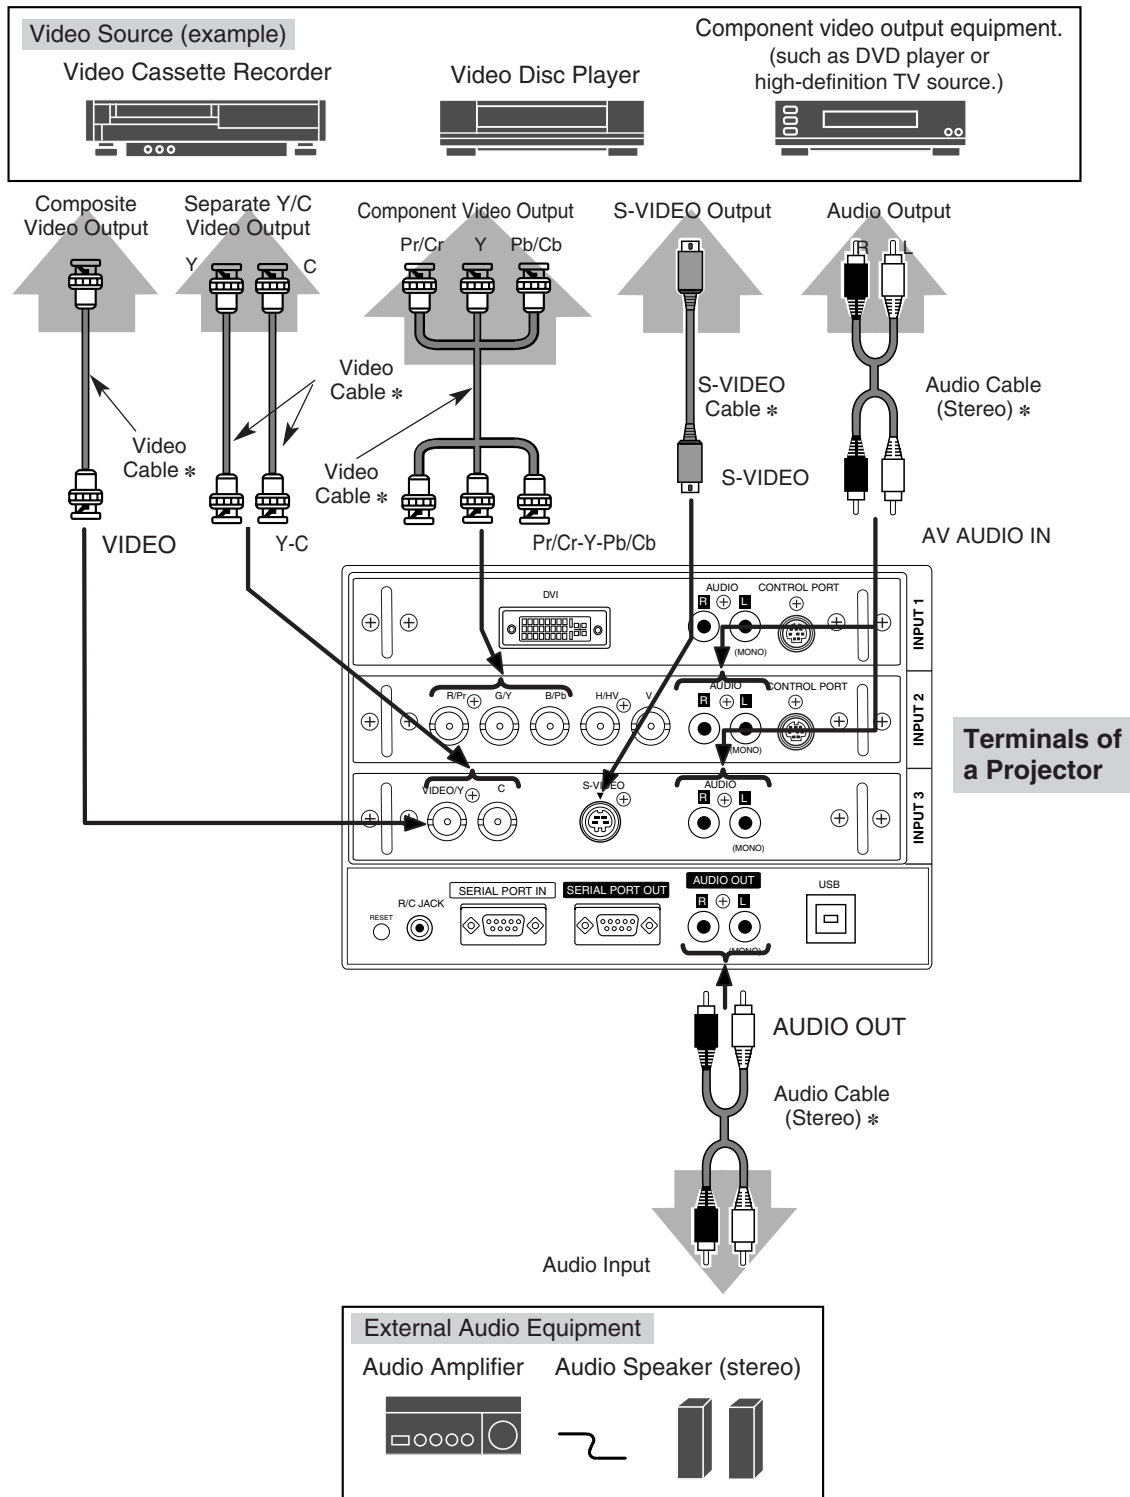 Video Source (example)
Video Cassette Recorder
Video Disc Player
Component video output equipment.
(such as DVD player or
high-definition TV source.)
Composite
Video Output
Separate Y/C
Video Output
Y
C
Component Video Output
Pr/Cr
Y
Pb/Cb
S-VIDEO Output
Audio Output
R
L
Video
Cable *
Video
Cable *
Video
Cable *
S-VIDEO
Cable *
Audio Cable
(Stereo) *
VIDEO
Y-C
Pr/Cr-Y-Pb/Cb
S-VIDEO
AV AUDIO IN
DVI
AUDIO
R
L
(MONO)
CONTROL PORT
INPUT 1
R/Pr
G/Y
B/Pb
H/HV
V
AUDIO
R
L
(MONO)
CONTROL PORT
INPUT 2
VIDEO/Y
C
S-VIDEO
AUDIO
R
L
(MONO)
INPUT 3
Terminals of
a Projector
RESET
R/C JACK
SERIAL PORT IN
SERIAL PORT OUT
AUDIO OUT
R
L
(MONO)
USB
AUDIO OUT
Audio Cable
(Stereo) *
Audio Input
External Audio Equipment
Audio Amplifier
Audio Speaker (stereo)